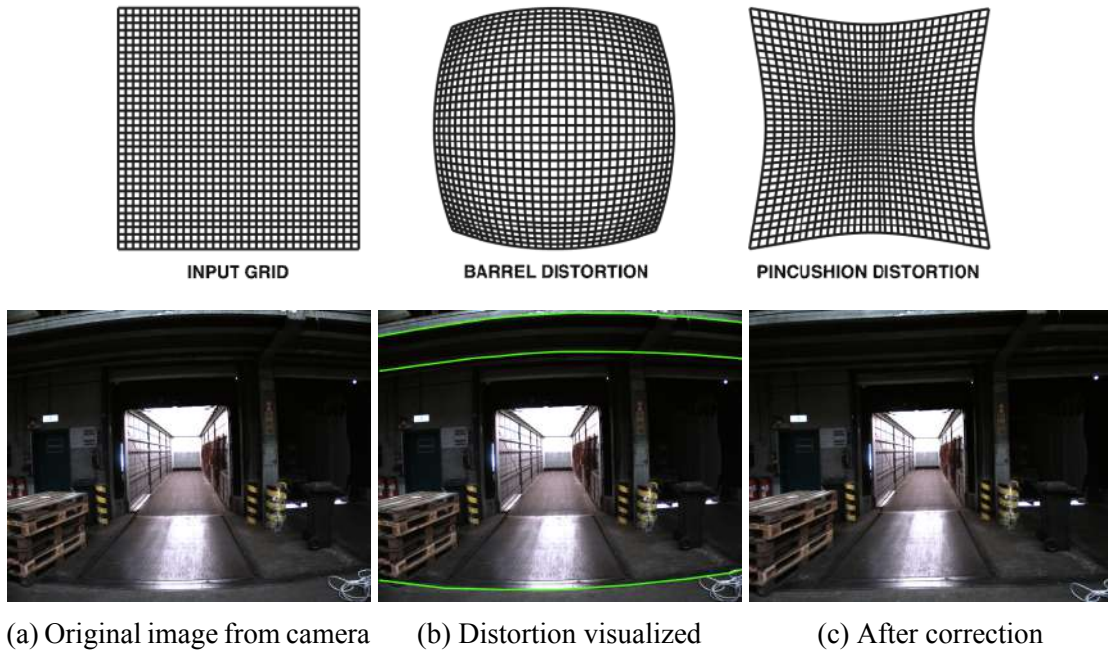 INPUT GRID
BARREL DISTORTION
PINCUSHION DISTORTION
(a) Original image from camera
(b) Distortion visualized
(c) After correction